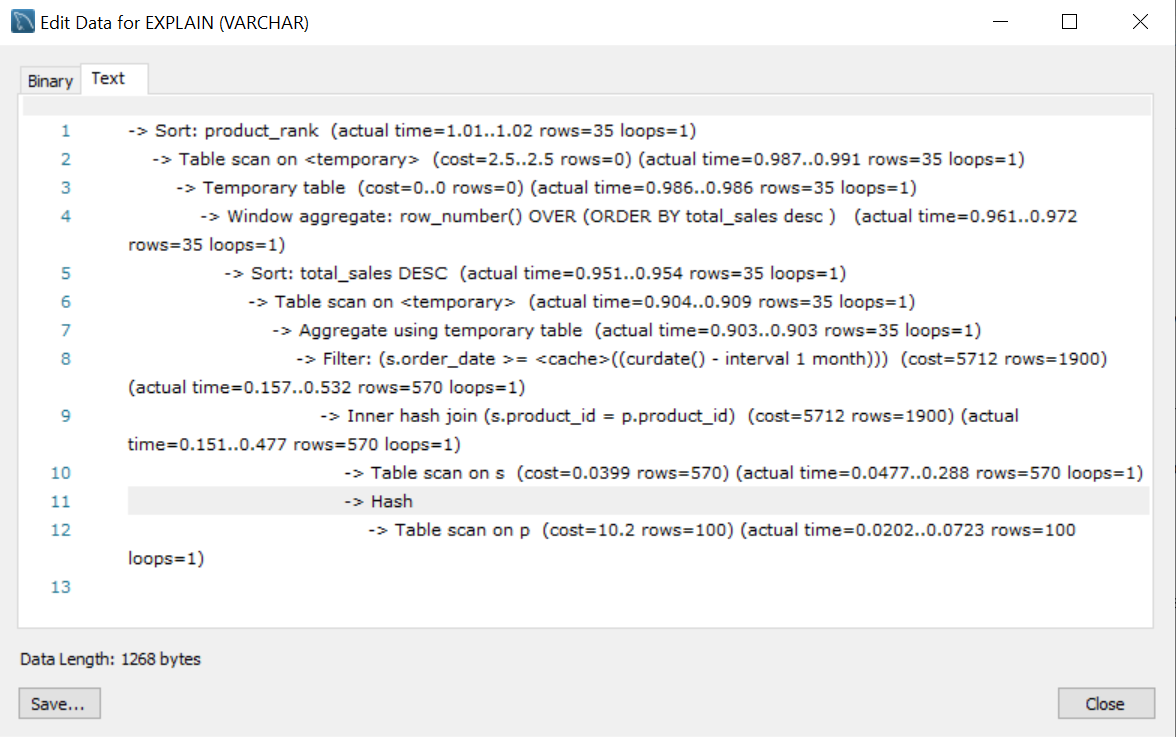 Edit Data for EXPLAIN (VARCHAR)
Binary
Text
1 -> Sort: product_rank  (actual time=1.01..1.02 rows=35 loops=1)
2 -> Table scan on <temporary>  (cost=2.5..2.5 rows=0) (actual time=0.987..0.991 rows=35 loops=1)
3 -> Temporary table  (cost=0..0 rows=0) (actual time=0.986..0.986 rows=35 loops=1)
4 -> Window aggregate: row_number() OVER (ORDER BY total_sales desc )   (actual time=0.961..0.972
rows=35 loops=1)
5 -> Sort: total_sales DESC  (actual time=0.951..0.954 rows=35 loops=1)
6 -> Table scan on <temporary>  (actual time=0.904..0.909 rows=35 loops=1)
7 -> Aggregate using temporary table  (actual time=0.903..0.903 rows=35 loops=1)
8 -> Filter: (s.order_date >= <cache>((curdate() - interval 1 month)))  (cost=5712 rows=1900)
(actual time=0.157..0.532 rows=570 loops=1)
9 -> Inner hash join (s.product_id = p.product_id)  (cost=5712 rows=1900) (actual
time=0.151..0.477 rows=570 loops=1)
10 -> Table scan on s  (cost=0.0399 rows=570) (actual time=0.0477..0.288 rows=570 loops=1)
11 -> Hash
12 -> Table scan on p  (cost=10.2 rows=100) (actual time=0.0202..0.0723 rows=100
loops=1)
13
Data Length: 1268 bytes
Save...
Close